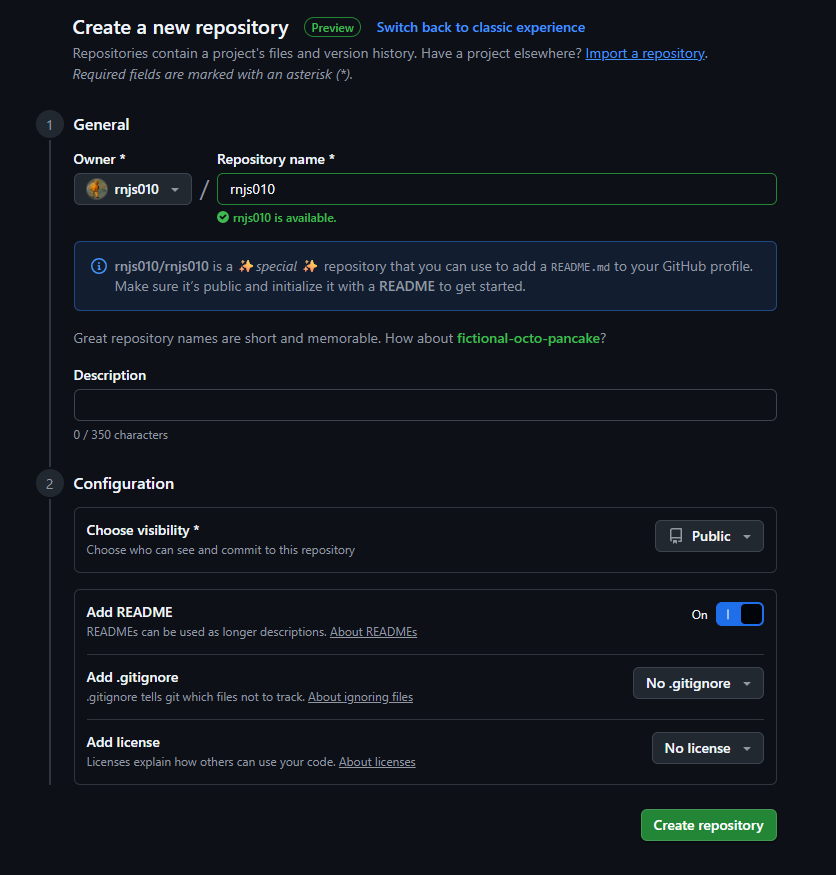 Create a new repository Preview Switch back to classic experience
Repositories contain a project's files and version history. Have a project elsewhere? Import a repository.
Required fields are marked with an asterisk (*).
1 General
Owner * Repository name *
rnjs010 / rnjs010
rnjs010 is available.
rnjs010/rnjs010 is a ✨ special ✨ repository that you can use to add a README.md to your GitHub profile.
Make sure it's public and initialize it with a README to get started.
Great repository names are short and memorable. How about fictional-octo-pancake?
Description
0 / 350 characters
2 Configuration
Choose visibility * Public
Choose who can see and commit to this repository
Add README On
READMEs can be used as longer descriptions. About READMEs
Add .gitignore No .gitignore
.gitignore tells git which files not to track. About ignoring files
Add license No license
Licenses explain how others can use your code. About licenses
Create repository